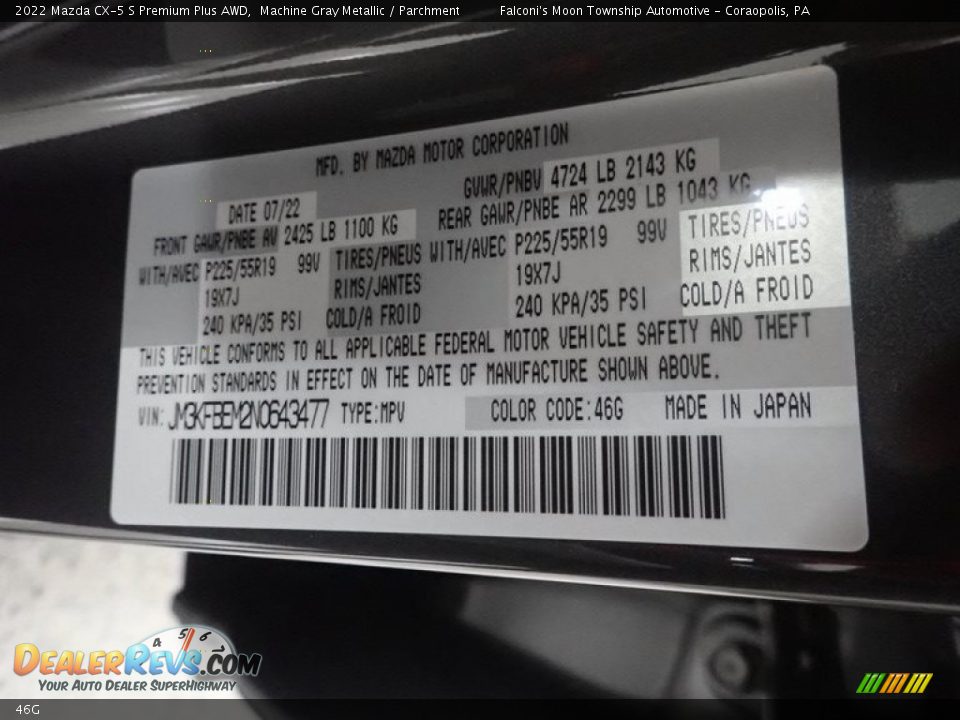 2022 Mazda CX-5 S Premium Plus AWD, Machine Gray Metallic / Parchment Falconi's Moon Township Automotive - Coraopolis, PA
MFD. BY MAZDA MOTOR CORPORATION
DATE 07/22 GVWR/PNBV 4724 LB 2143 KG
FRONT GAWR/PNBE AV 2425 LB 1100 KG REAR GAWR/PNBE AR 2299 LB 1043 KG
WITH/AVEC P225/55R19 99V TIRES/PNEUS WITH/AVEC P225/55R19 99V TIRES/PNEUS
19X7J RIMS/JANTES 19X7J RIMS/JANTES
240 KPA/35 PSI COLD/A FROID 240 KPA/35 PSI COLD/A FROID
THIS VEHICLE CONFORMS TO ALL APPLICABLE FEDERAL MOTOR VEHICLE SAFETY AND THEFT
PREVENTION STANDARDS IN EFFECT ON THE DATE OF MANUFACTURE SHOWN ABOVE.
VIN: JM3KFBEM2N0643477 TYPE:MPV COLOR CODE:46G MADE IN JAPAN
4 5 6
DEALERREVS.COM
YOUR AUTO DEALER SUPERHIGHWAY
46G